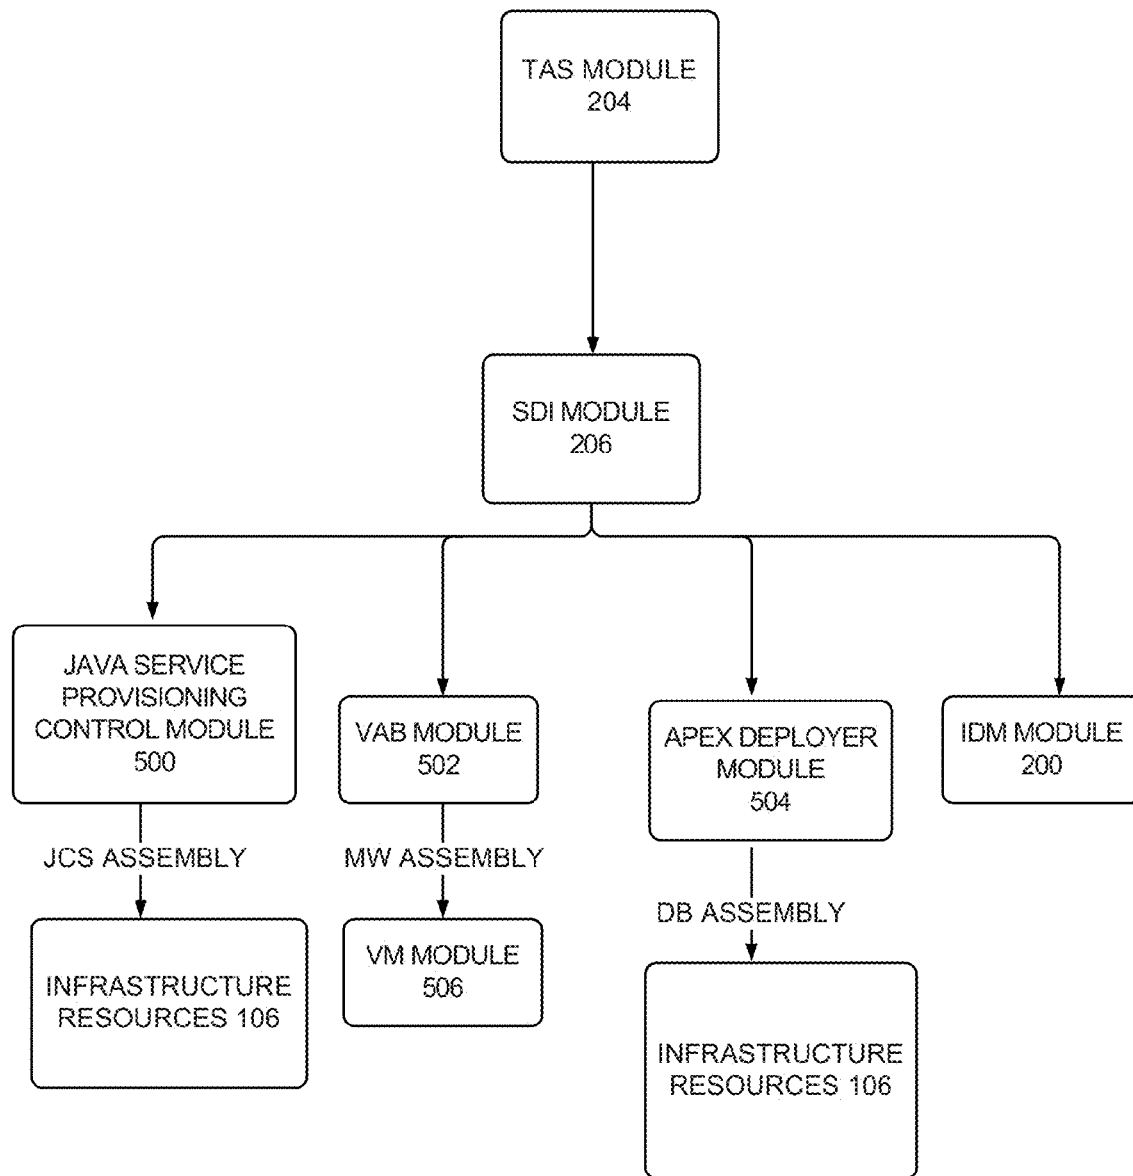 TAS MODULE
204
SDI MODULE
206
JAVA SERVICE
PROVISIONING
CONTROL MODULE
500
VAB MODULE
502
APEX DEPLOYER
MODULE
504
IDM MODULE
200
JCS ASSEMBLY
MW ASSEMBLY
DB ASSEMBLY
INFRASTRUCTURE
RESOURCES 106
VM MODULE
506
INFRASTRUCTURE
RESOURCES 106